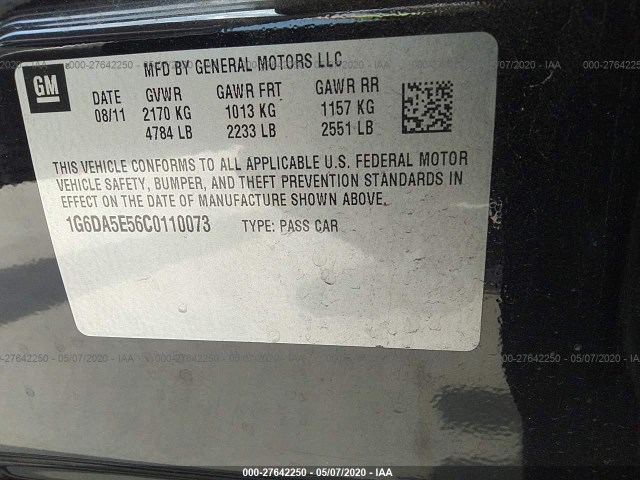 GM
MFD BY GENERAL MOTORS LLC
DATE GVWR GAWR FRT GAWR RR
08/11 2170 KG 1013 KG 1157 KG
4784 LB 2233 LB 2551 LB
THIS VEHICLE CONFORMS TO ALL APPLICABLE U.S. FEDERAL MOTOR
VEHICLE SAFETY, BUMPER, AND THEFT PREVENTION STANDARDS IN
EFFECT ON THE DATE OF MANUFACTURE SHOWN ABOVE.
1G6DA5E56C0110073 TYPE: PASS CAR
000-27642250 - 05/07/2020 - IAA